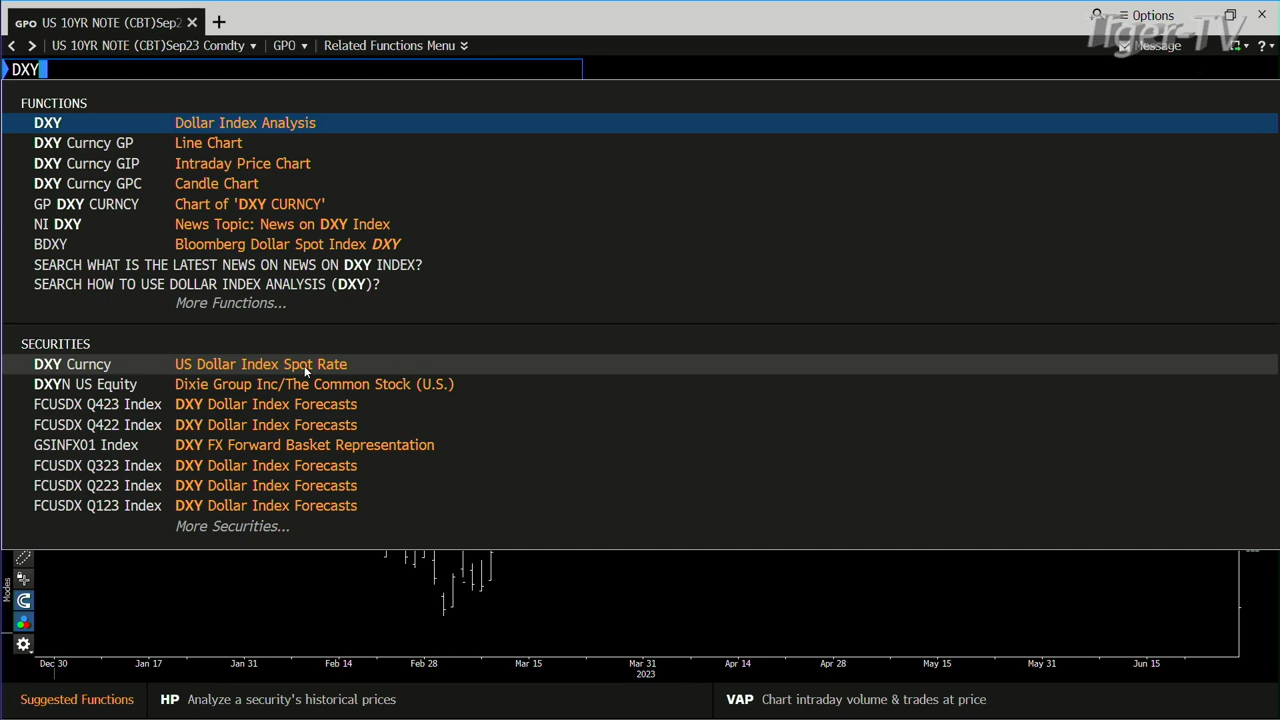 GPO US 10YR NOTE (CBT)Sep2
Options
Tiger-TV
US 10YR NOTE (CBT)Sep23 Comdty GPO Related Functions Menu Message ?
DXY
FUNCTIONS
DXY Dollar Index Analysis
DXY Curncy GP Line Chart
DXY Curncy GIP Intraday Price Chart
DXY Curncy GPC Candle Chart
GP DXY CURNCY Chart of 'DXY CURNCY'
NI DXY News Topic: News on DXY Index
BDXY Bloomberg Dollar Spot Index DXY
SEARCH WHAT IS THE LATEST NEWS ON NEWS ON DXY INDEX?
SEARCH HOW TO USE DOLLAR INDEX ANALYSIS (DXY)?
More Functions...
SECURITIES
DXY Curncy US Dollar Index Spot Rate
DXYN US Equity Dixie Group Inc/The Common Stock (U.S.)
FCUSDX Q423 Index DXY Dollar Index Forecasts
FCUSDX Q422 Index DXY Dollar Index Forecasts
GSINFX01 Index DXY FX Forward Basket Representation
FCUSDX Q323 Index DXY Dollar Index Forecasts
FCUSDX Q223 Index DXY Dollar Index Forecasts
FCUSDX Q123 Index DXY Dollar Index Forecasts
More Securities...
Modes
Dec 30 Jan 17 Jan 31 Feb 14 Feb 28 Mar 15 Mar 31 Apr 14 Apr 28 May 15 May 31 Jun 15
2023
Suggested Functions HP Analyze a security's historical prices VAP Chart intraday volume & trades at price